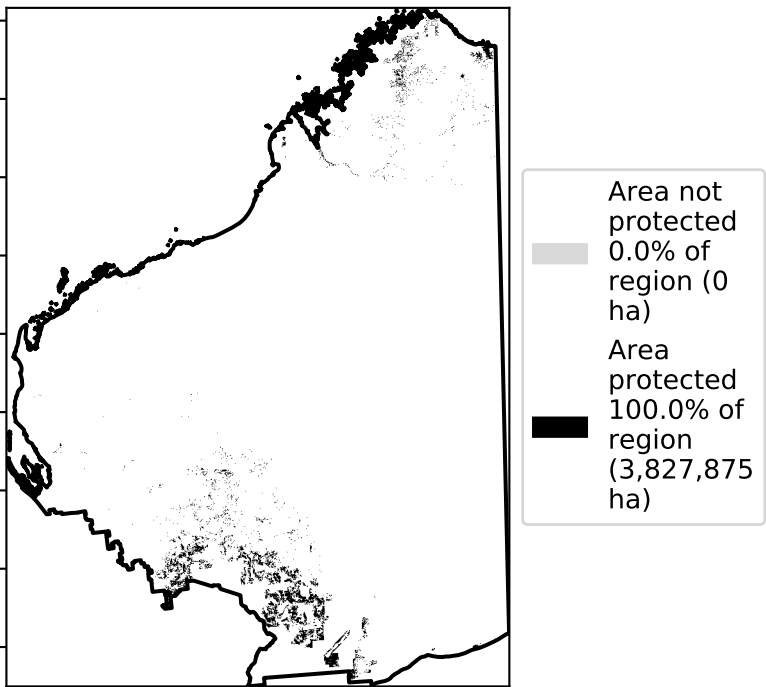 Area not
protected
0.0% of
region (0
ha)
Area
protected
100.0% of
region
(3,827,875
ha)